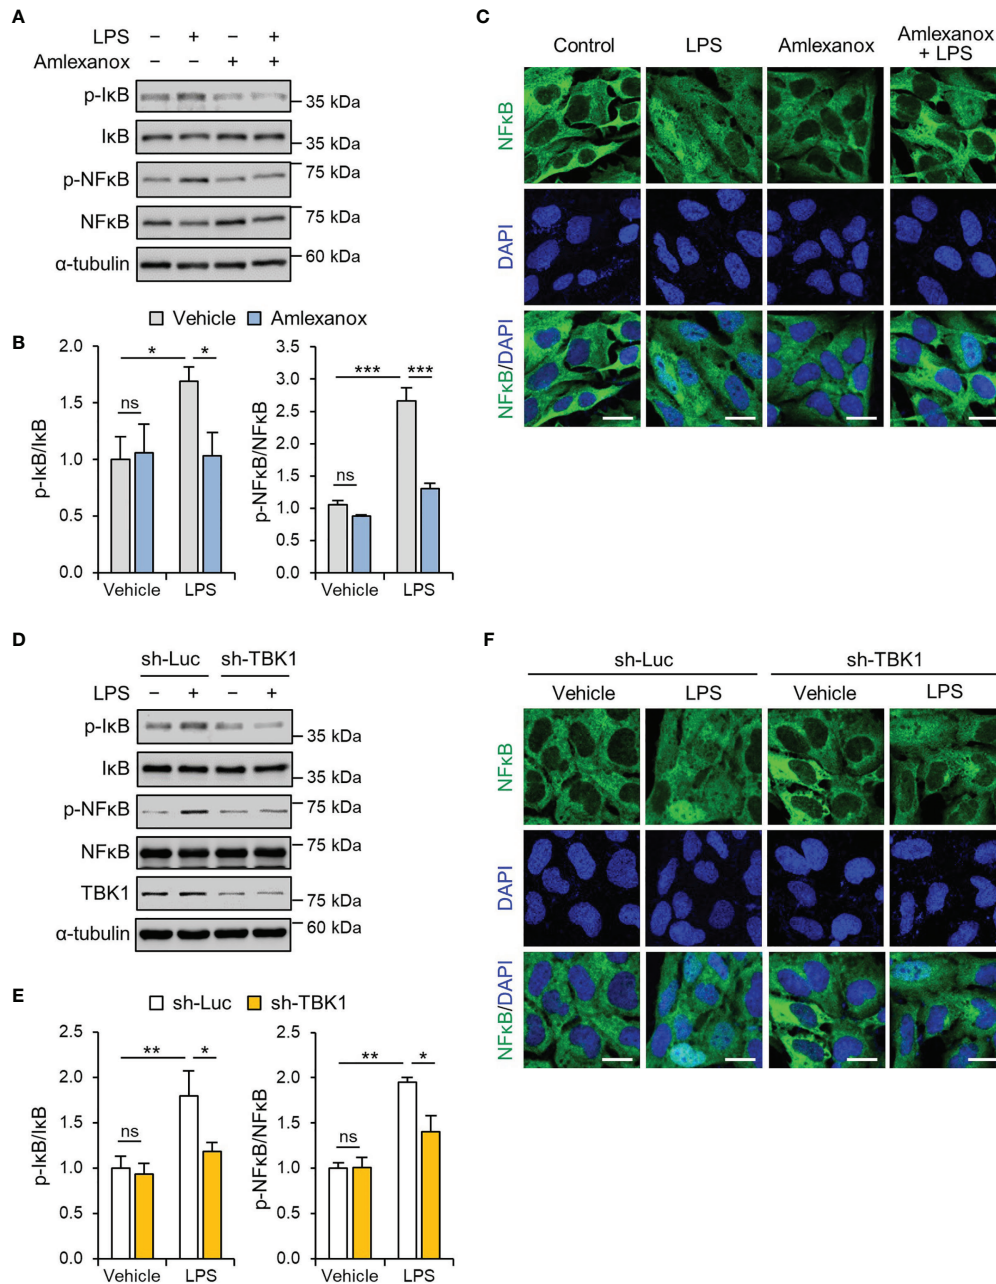 A
LPS − + − +
Amlexanox − − + +
p-IκB
35 kDa
IκB
35 kDa
p-NFκB
75 kDa
NFκB
75 kDa
α-tubulin
60 kDa
Vehicle Amlexanox
B
p-IκB/IκB
2.0
1.5
1.0
0.5
0.0
ns
*
*
Vehicle LPS
p-NFκB/NFκB
3.5
3.0
2.5
2.0
1.5
1.0
0.5
0.0
ns
***
***
Vehicle LPS
C
Control LPS Amlexanox Amlexanox
+ LPS
NFκB
DAPI
NFκB/DAPI
D
sh-Luc sh-TBK1
LPS − + − +
p-IκB
35 kDa
IκB
35 kDa
p-NFκB
75 kDa
NFκB
75 kDa
TBK1
75 kDa
α-tubulin
60 kDa
E
sh-Luc sh-TBK1
p-IκB/IκB
2.5
2.0
1.5
1.0
0.5
0.0
ns
**
*
Vehicle LPS
p-NFκB/NFκB
2.5
2.0
1.5
1.0
0.5
0.0
ns
**
*
Vehicle LPS
F
sh-Luc sh-TBK1
Vehicle LPS Vehicle LPS
NFκB
DAPI
NFκB/DAPI